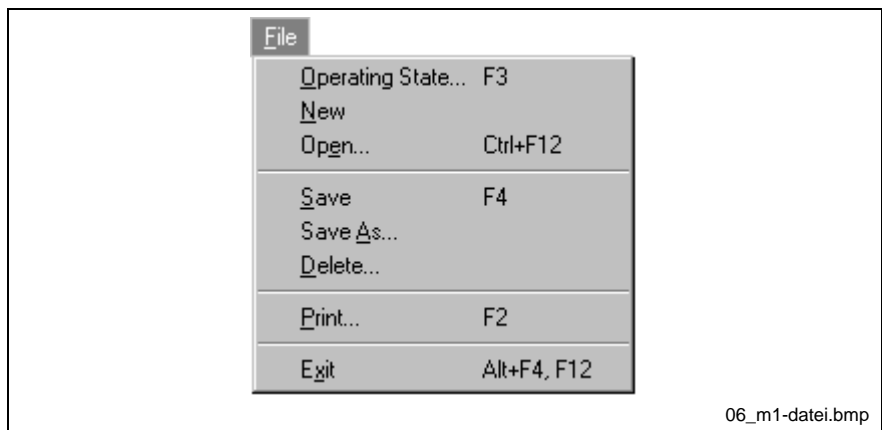 File
Operating State... F3
New
Open... Ctrl+F12
Save F4
Save As...
Delete...
Print... F2
Exit Alt+F4, F12
06_m1-datei.bmp